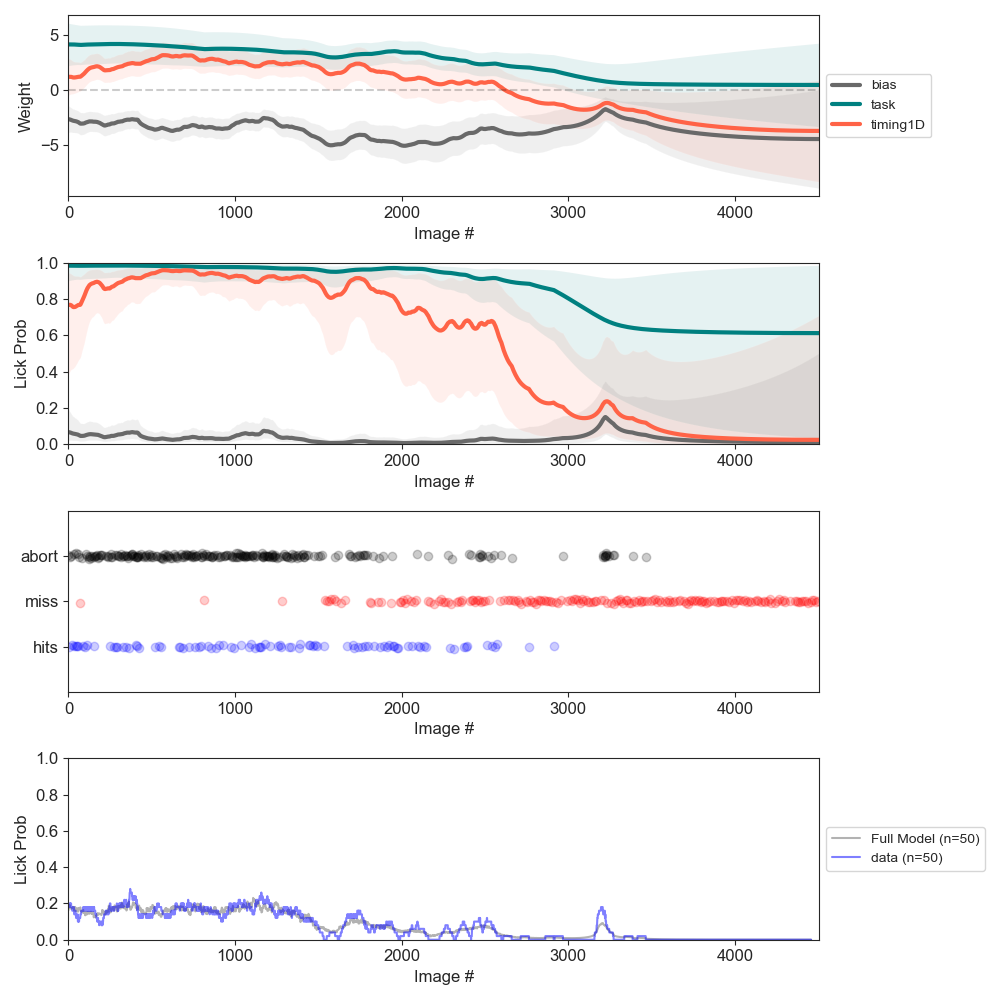 5
0
−5
Weight
0
1000
2000
3000
4000
Image #
bias
task
timing1D
1.0
0.8
0.6
0.4
0.2
0.0
Lick Prob
0
1000
2000
3000
4000
Image #
abort
miss
hits
0
1000
2000
3000
4000
Image #
1.0
0.8
0.6
0.4
0.2
0.0
Lick Prob
0
1000
2000
3000
4000
Image #
Full Model (n=50)
data (n=50)